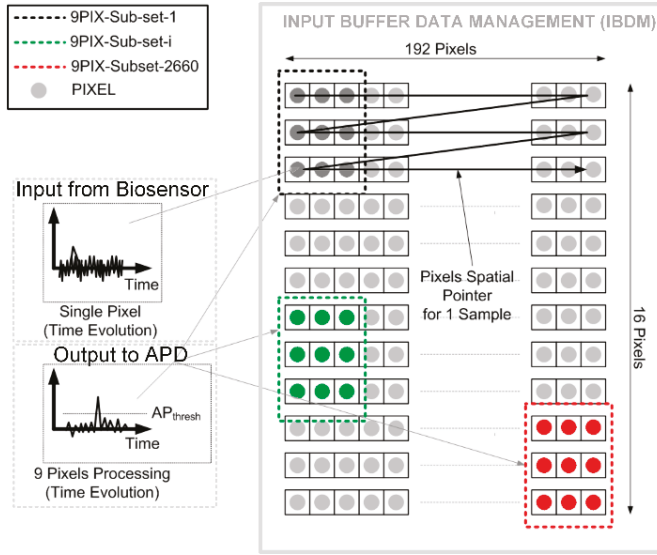 9PIX-Sub-set-1
9PIX-Sub-set-i
9PIX-Subset-2660
PIXEL
INPUT BUFFER DATA MANAGEMENT (IBDM)
192 Pixels
Input from Biosensor
Time
Single Pixel
(Time Evolution)
Output to APD
APthresh
Time
9 Pixels Processing
(Time Evolution)
Pixels Spatial
Pointer
for 1 Sample
16 Pixels